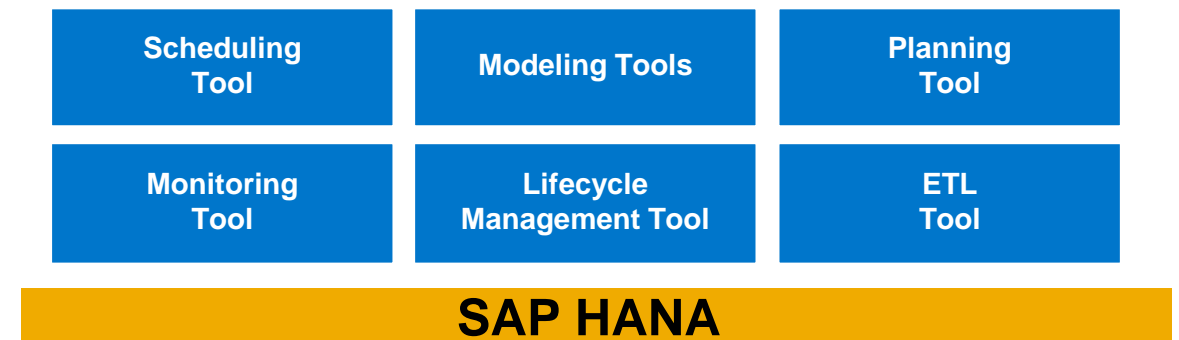 Scheduling
Tool
Modeling Tools
Planning
Tool
Monitoring
Tool
Lifecycle
Management Tool
ETL
Tool
SAP HANA